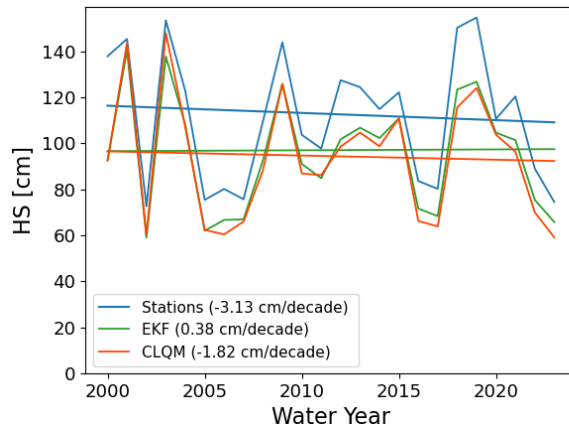 HS [cm]
140
120
100
80
60
40
20
0
Stations (-3.13 cm/decade)
EKF (0.38 cm/decade)
CLQM (-1.82 cm/decade)
2000 2005 2010 2015 2020
Water Year